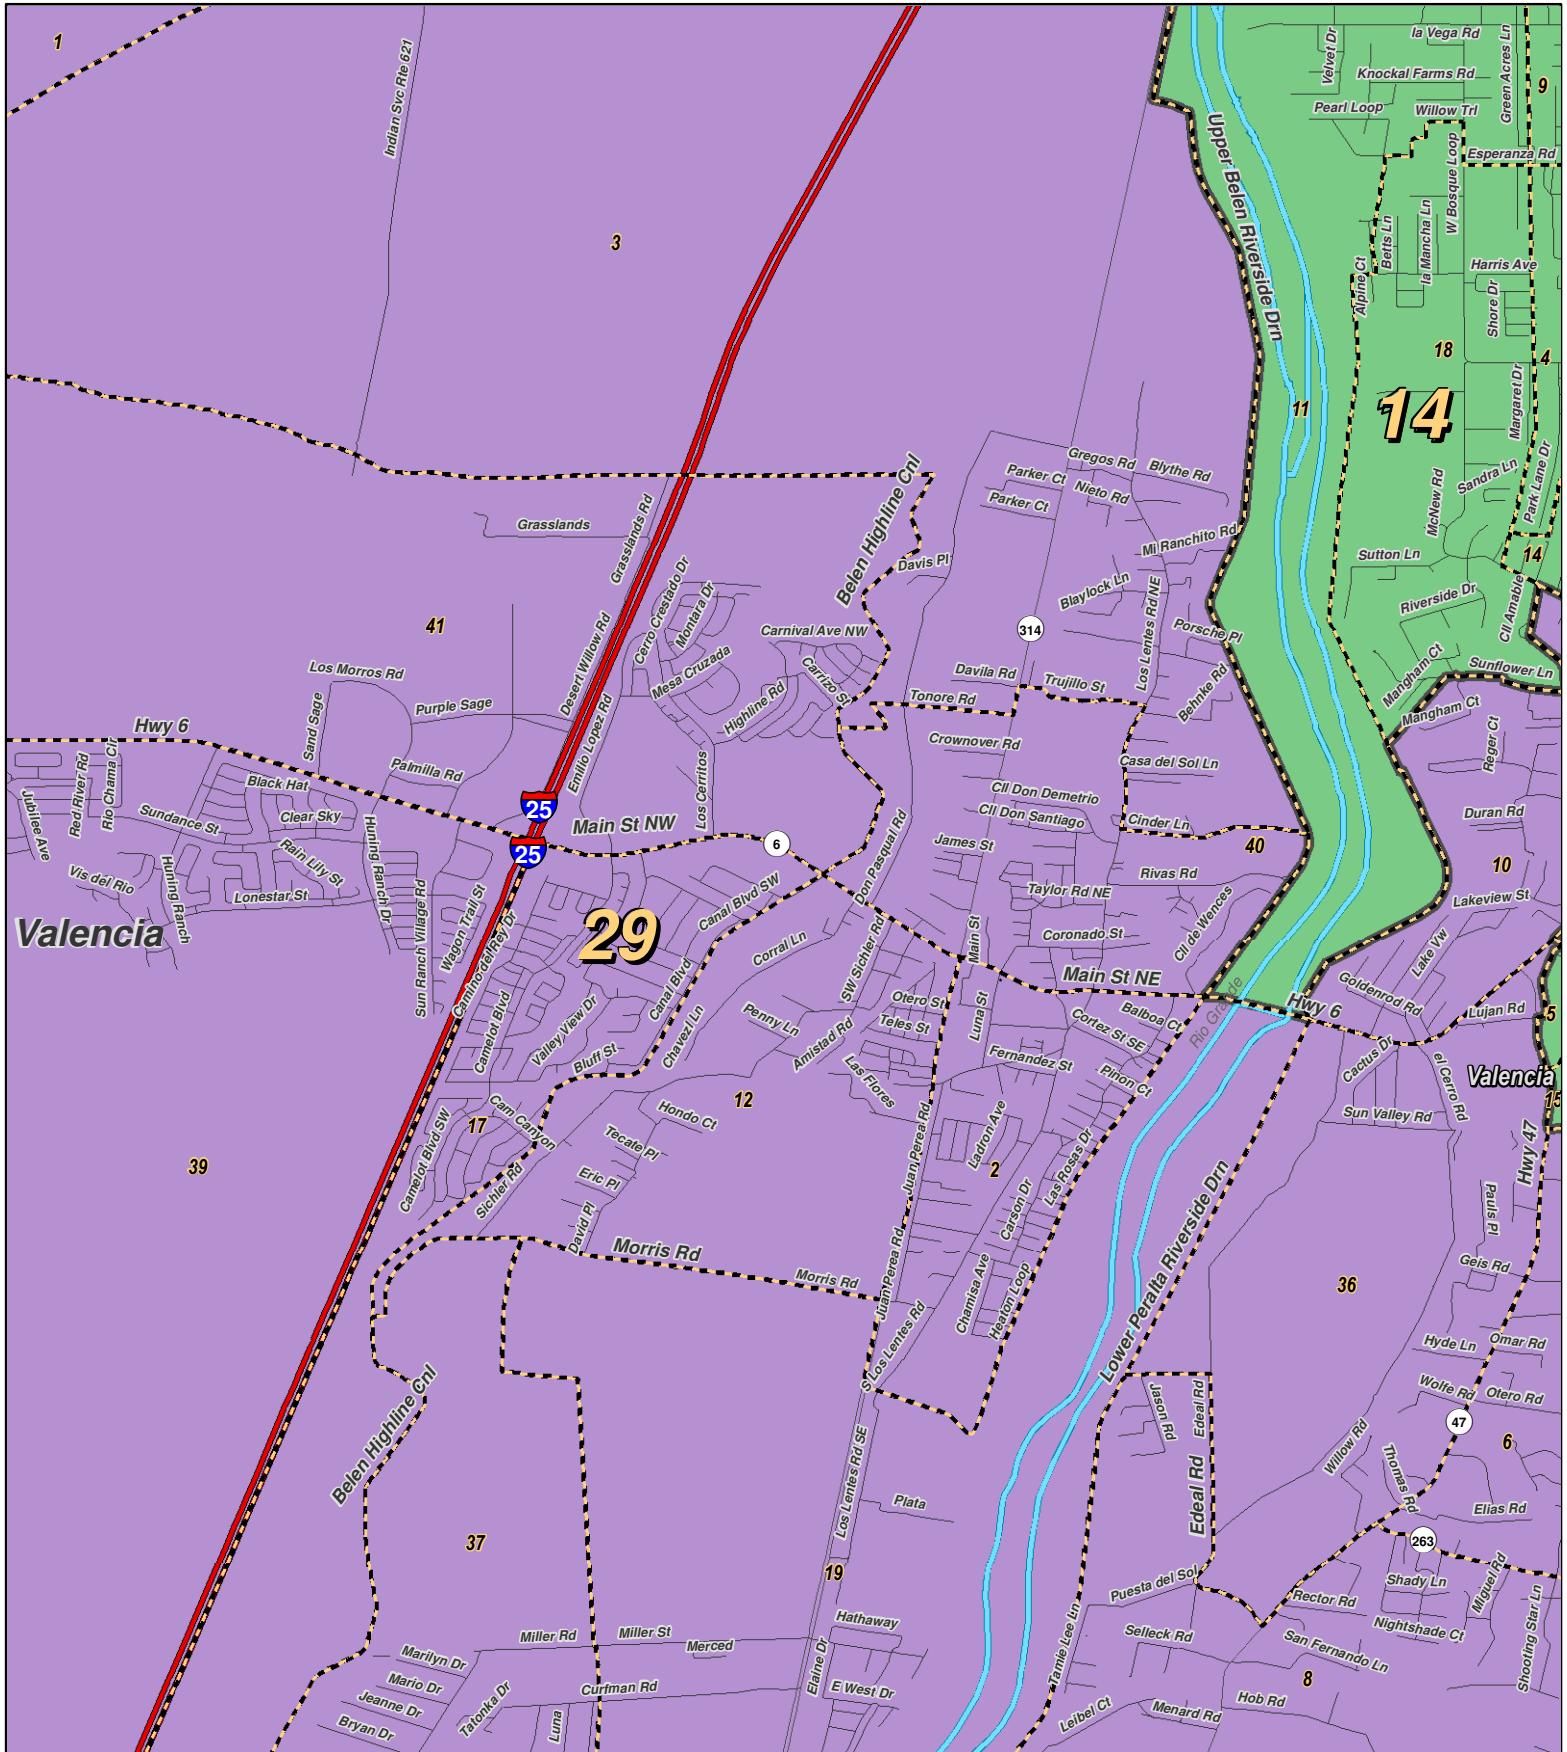 1
Indian Svc Rte 621
3
Upper Belen Riverside Drn
Velvet Dr
la Vega Rd
Green Acres Ln
Knockal Farms Rd
9
Pearl Loop
Willow Trl
W Bosque Loop
Esperanza Rd
Betts Ln
la Mancha Ln
Alpine Ct
Harris Ave
Shore Dr
18
4
11
14
Margaret Dr
Park Lane Dr
Sandra Ln
McNew Rd
14
Sutton Ln
Riverside Dr
Cll Amable
Mangham Ct
Sunflower Ln
Mangham Ct
Reger Ct
Duran Rd
10
Lakeview St
Lake Vw
Goldenrod Rd
Lujan Rd
5
Hwy 6
Cactus Dr
el Cerro Rd
Valencia
15
Sun Valley Rd
Hwy 47
Pauls Pl
Geis Rd
36
Hyde Ln
Omar Rd
Wolfe Rd
Otero Rd
47
6
Willow Rd
Thomas Rd
Elias Rd
263
Shady Ln
Miguel Rd
Rector Rd
Nightshade Ct
Shooting Star Ln
San Fernando Ln
8
Hob Rd
Menard Rd
Leibel Ct
Selleck Rd
Puesta del Sol
Tamie Lee Ln
Edeal Rd
Edeal Rd
Jason Rd
Lower Peralta Riverside Drn
Rio Grande
Gregos Rd
Blythe Rd
Parker Ct
Nieto Rd
Parker Ct
Mi Ranchito Rd
Belen Highline Cnl
Davis Pl
Blaylock Ln
Los Lentes Rd NE
Porsche Pl
314
Behnke Rd
Davila Rd
Trujillo St
Tonore Rd
Crownover Rd
Casa del Sol Ln
Cll Don Demetrio
Cll Don Santiago
Cinder Ln
40
James St
Rivas Rd
Taylor Rd NE
Cll de Wences
Coronado St
Main St
Main St NE
Don Pasqual Rd
SW Sichler Rd
Otero St
Teles St
Luna St
Balboa Ct
Cortez St SE
Fernandez St
Piron Ct
Ladron Ave
Las Rosas Dr
2
Carson Dr
Chamisa Ave
Heaton Loop
Juan Perea Rd
Juan Perea Rd
S Los Lentes Rd
Los Lentes Rd SE
Plata
19
Hathaway
Elaine Dr
E West Dr
Grasslands
Grasslands Rd
41
Cerro Crestado Dr
Montara Dr
Carnival Ave NW
Mesa Cruzada
Carrizo St
Highline Rd
Desert Willow Rd
Emilio Lopez Rd
Los Morros Rd
Purple Sage
Sand Sage
Hwy 6
Palmilla Rd
Los Cerritos
25
25
Main St NW
6
Red River Rd
Rio Chama Cir
Jubilee Ave
Black Hat
Sundance St
Clear Sky
Rain Lily St
Huning Ranch Dr
Vis del Rio
Huning Ranch
Lonestar St
Valencia
Sun Ranch Village Rd
Wagon Trail St
Camino del Rey Dr
29
Canal Blvd SW
Corral Ln
Canal Blvd
Camelot Blvd
Valley View Dr
Bluff St
Chavez Ln
Penny Ln
Amistad Rd
Las Flores
12
Hondo Ct
Cam Canyon
17
Tecate Pl
Eric Pl
Camelot Blvd SW
Sichler Rd
David Pl
39
Morris Rd
Morris Rd
Belen Highline Cnl
37
Miller Rd
Miller St
Merced
Marilyn Dr
Mario Dr
Jeanne Dr
Bryan Dr
Tatonka Dr
Curfman Rd
Luna